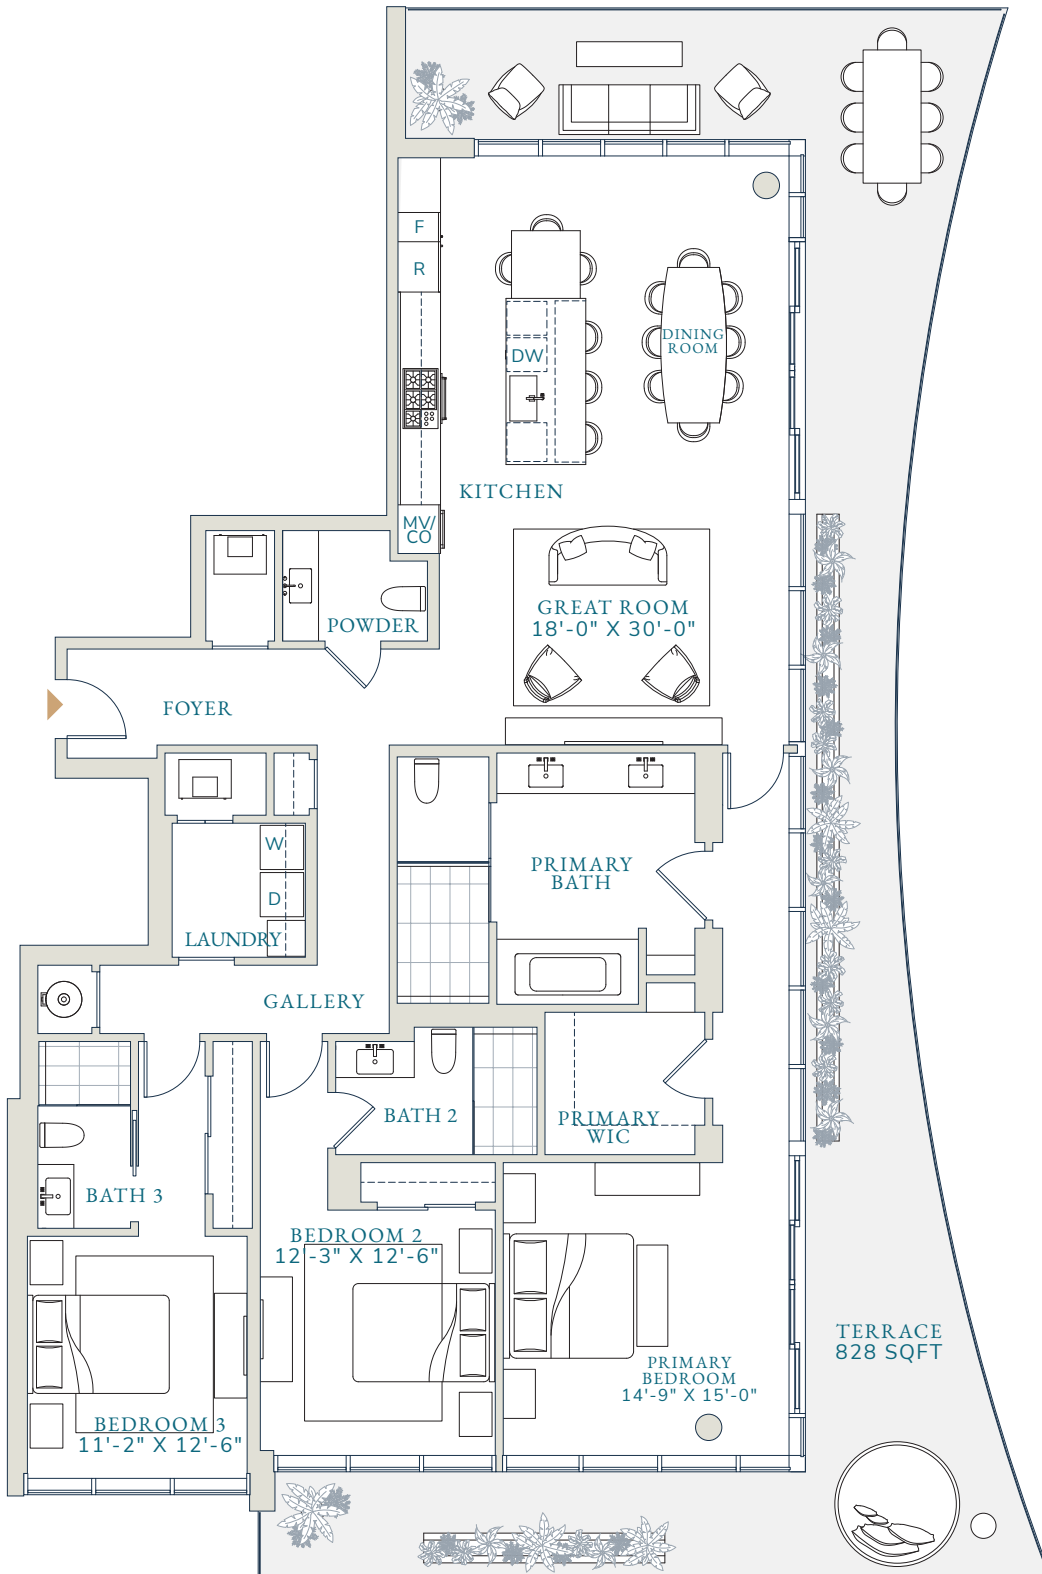 F
R
DW
DINING
ROOM
KITCHEN
MV/
CO
POWDER
GREAT ROOM
18'-0" X 30'-0"
FOYER
W
D
LAUNDRY
PRIMARY
BATH
GALLERY
BATH 2
PRIMARY
WIC
BATH 3
BEDROOM 2
12'-3" X 12'-6"
TERRACE
828 SQFT
PRIMARY
BEDROOM
14'-9" X 15'-0"
BEDROOM 3
11'-2" X 12'-6"